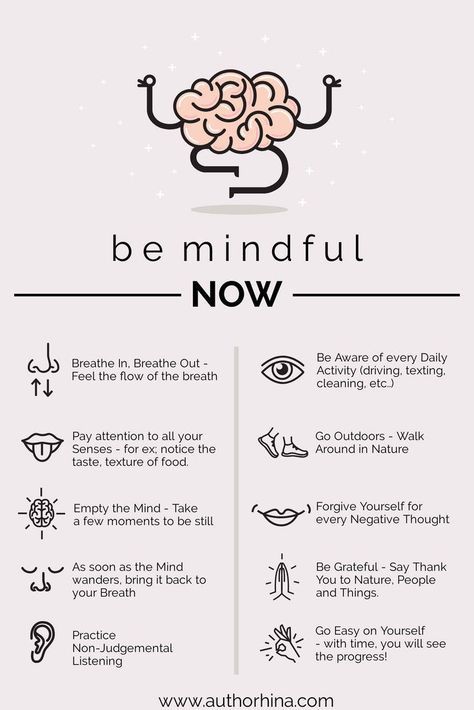 be mindful
NOW
Breathe In, Breathe Out -
Feel the flow of the breath
Pay attention to all your
Senses - for ex; notice the
taste, texture of food.
Empty the Mind - Take
a few moments to be still
As soon as the Mind
wanders, bring it back to
your Breath
Practice
Non-Judgemental
Listening
Be Aware of every Daily
Activity (driving, texting,
cleaning, etc..)
Go Outdoors - Walk
Around in Nature
Forgive Yourself for
every Negative Thought
Be Grateful - Say Thank
You to Nature, People
and Things.
Go Easy on Yourself
- with time, you will see
the progress!
www.authorhina.com